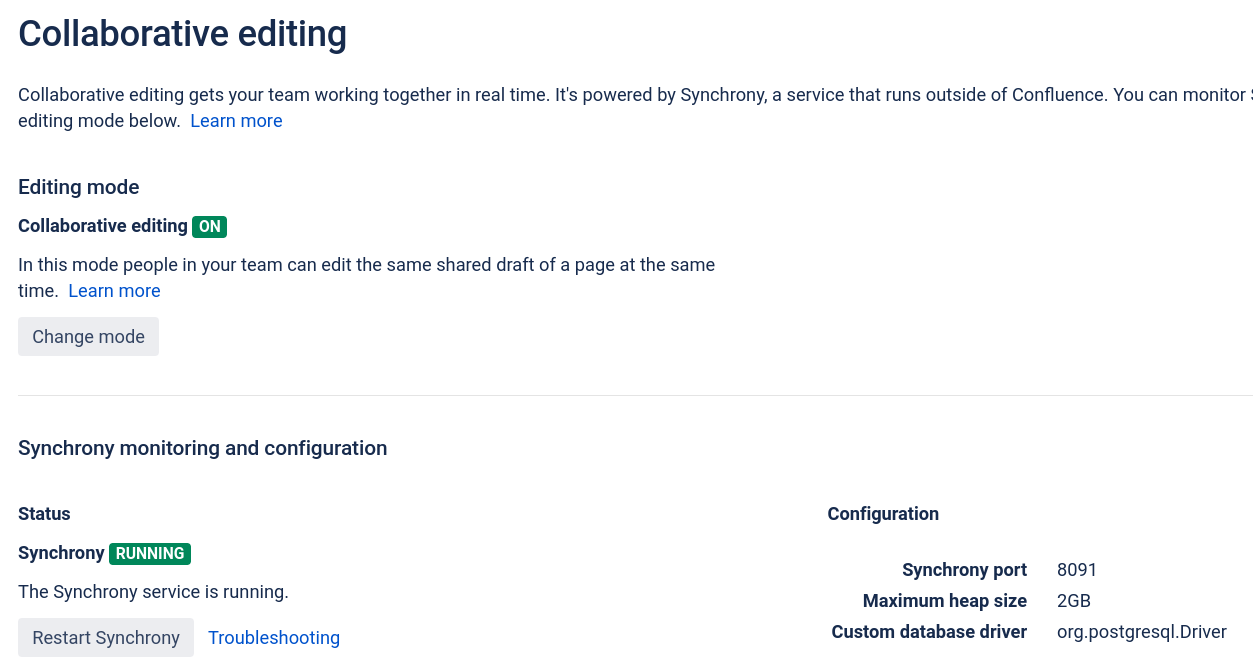 Collaborative editing
Collaborative editing gets your team working together in real time. It's powered by Synchrony, a service that runs outside of Confluence. You can monitor
editing mode below. Learn more
Editing mode
Collaborative editing ON
In this mode people in your team can edit the same shared draft of a page at the same
time. Learn more
Change mode
Synchrony monitoring and configuration
Status
Synchrony RUNNING
The Synchrony service is running.
Restart Synchrony Troubleshooting
Configuration
Synchrony port 8091
Maximum heap size 2GB
Custom database driver org.postgresql.Driver